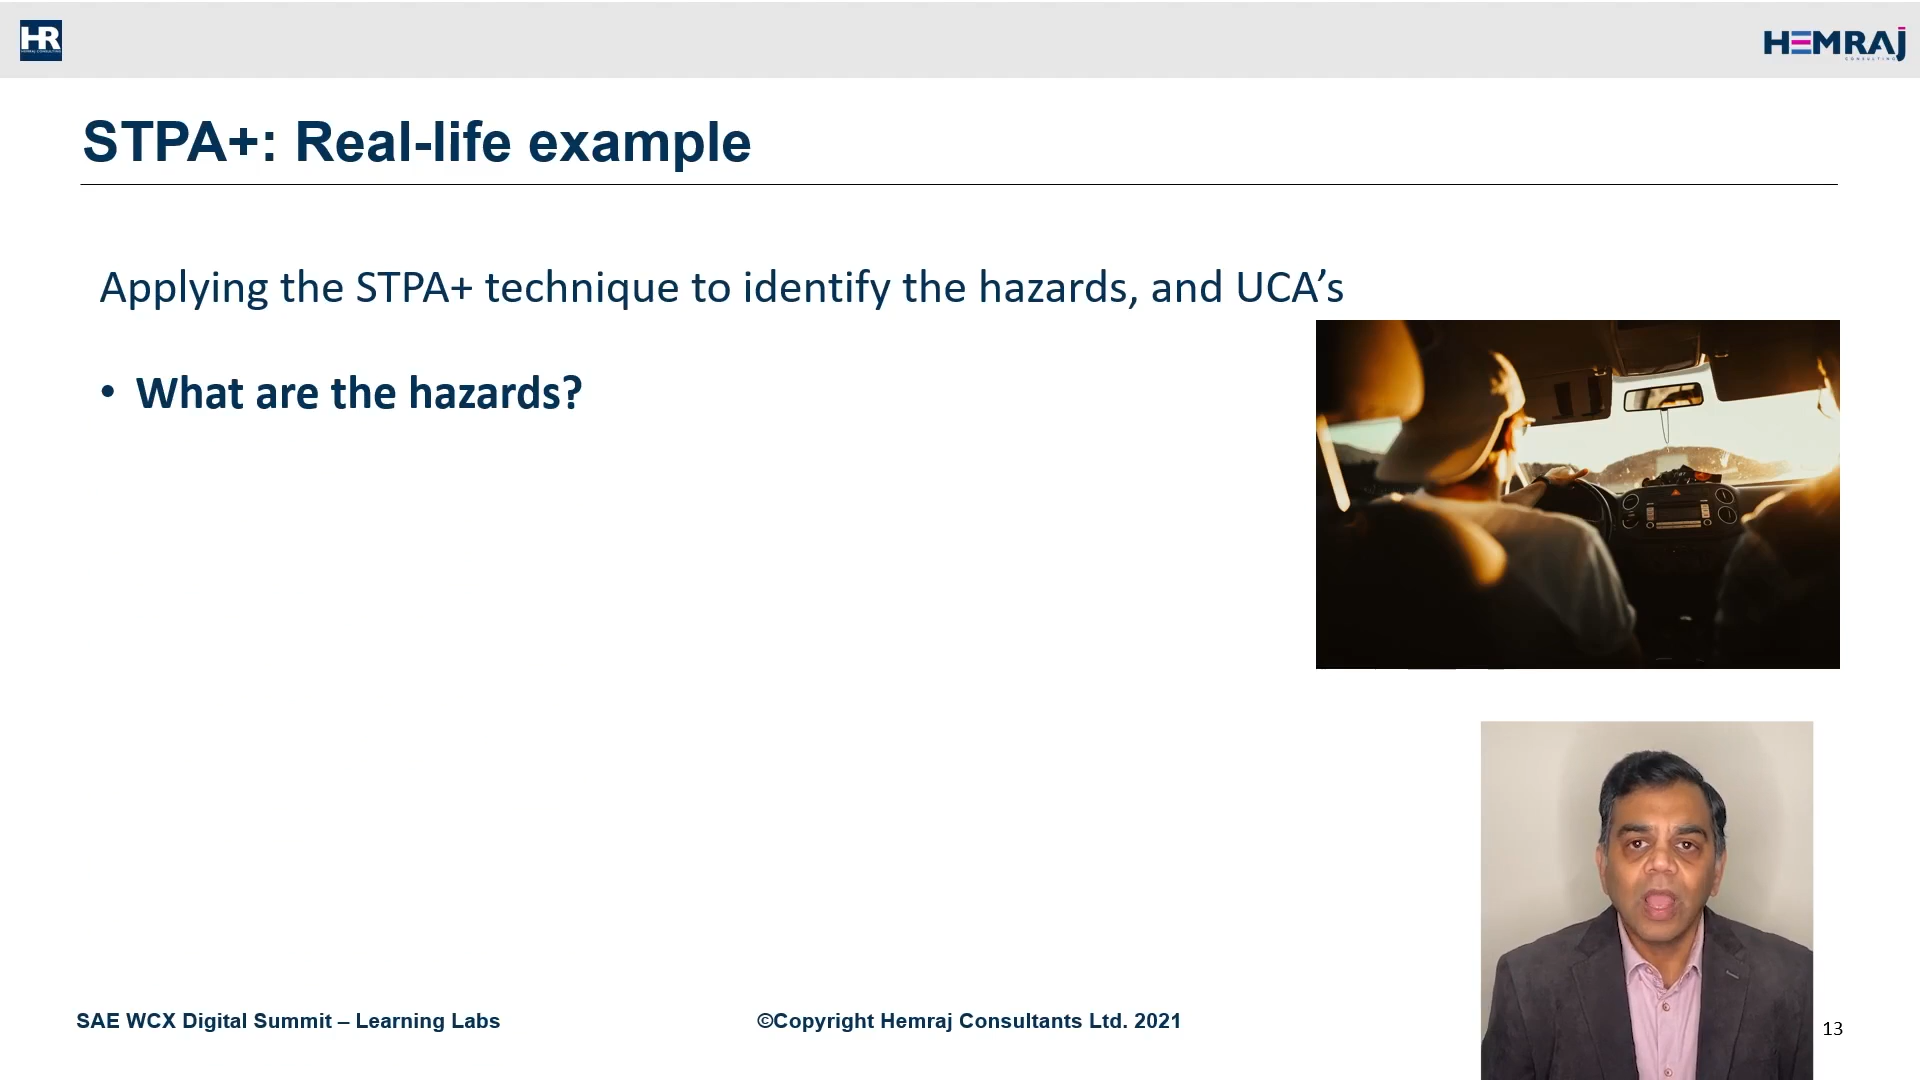 HR
HEMRAJ
CONSULTING
STPA+: Real-life example
Applying the STPA+ technique to identify the hazards, and UCA’s
• What are the hazards?
SAE WCX Digital Summit – Learning Labs
©Copyright Hemraj Consultants Ltd. 2021
13